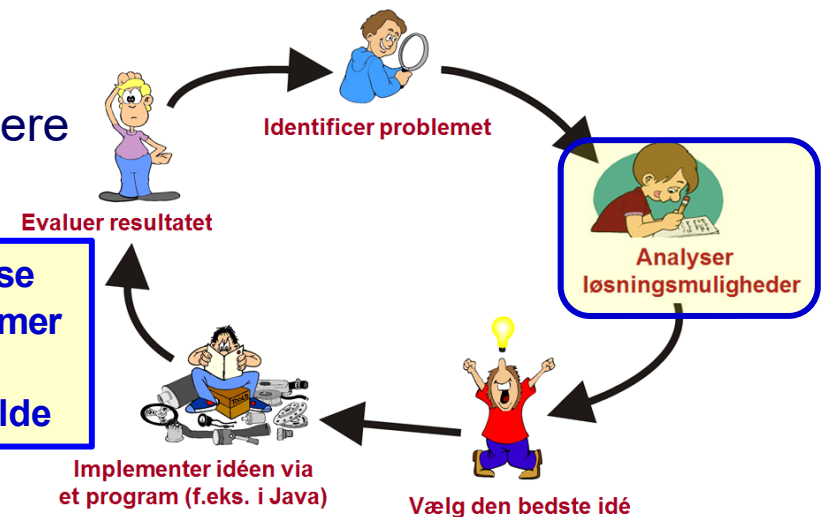 ere
Identificer problemet
Analyser
løsningsmuligheder
Vælg den bedste idé
Implementer idéen via
et program (f.eks. i Java)
Evaluer resultatet
se
mer
lde
TOOLS